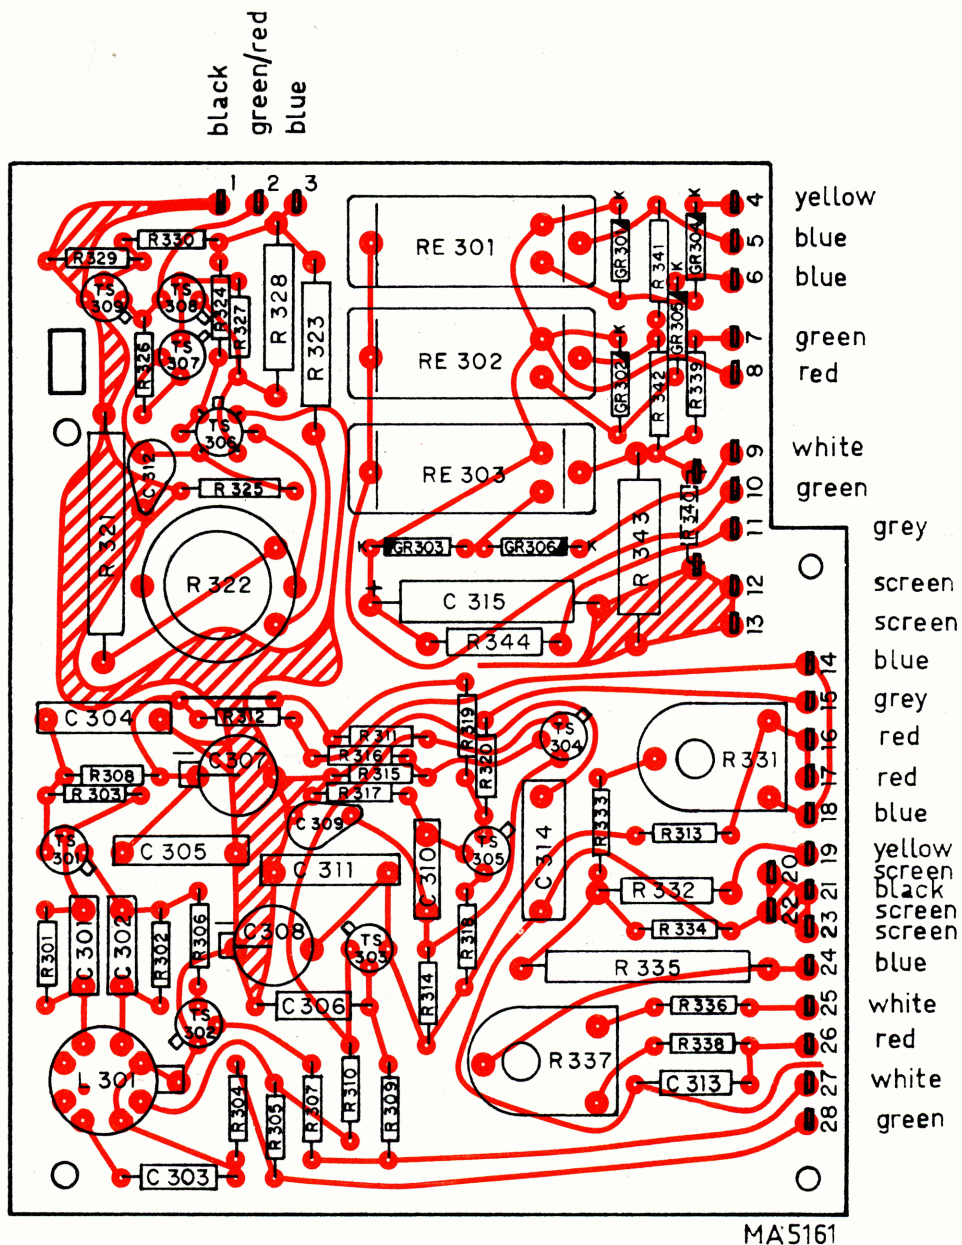 black
green/red
blue
1 2 3
4 yellow
5 blue
6 blue
7 green
8 red
9 white
10 green
11 grey
12 screen
13 screen
14 blue
15 grey
16 red
17 red
18 blue
19 yellow
20 screen
21 black
22 screen
23 screen
24 blue
25 white
26 red
27 white
28 green
R330
R329
TS 309
TS 308
TS 307
R324
R327
R328
R323
R326
TS 306
C312
R325
R321
R322
RE 301
RE 302
RE 303
K
GR301
R341
K
GR304
K
GR305
K
GR302
R342
R339
R340
R343
K
GR303
GR306
K
+
C 315
R344
C 304
R312
R311
R316
R315
R317
R319
R320
TS 304
R331
R308
R303
C307
C309
TS 301
C 305
C 311
C 310
TS 305
C 314
R333
R313
R332
R334
R335
R301
C301
C302
R302
R306
C308
TS 303
R318
R314
C306
TS 302
L 301
R304
R305
R307
R310
R309
C 303
R337
R336
R338
C 313
MA5161